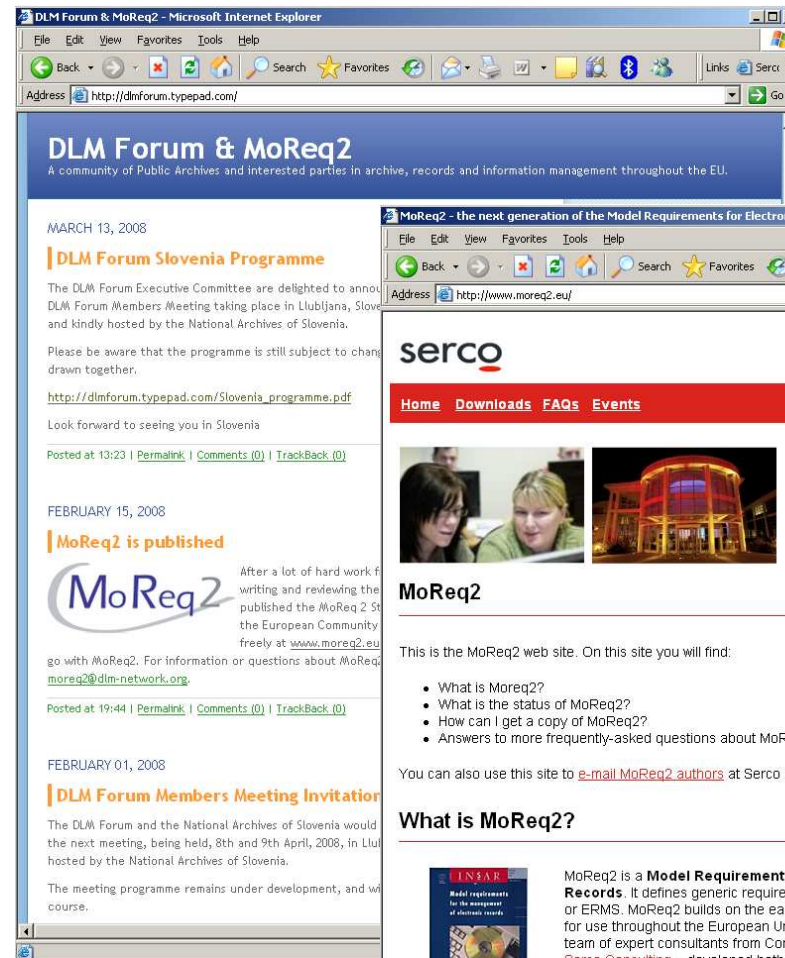 DLM Forum & MoReq2 - Microsoft Internet Explorer
File Edit View Favorites Tools Help
Back Search Favorites Links Serco
Address http://dlmforum.typepad.com/ Go
DLM Forum & MoReq2
A community of Public Archives and interested parties in archive, records and information management throughout the EU.
MARCH 13, 2008
DLM Forum Slovenia Programme
The DLM Forum Executive Committee are delighted to annou
DLM Forum Members Meeting taking place in Llubljana, Slove
and kindly hosted by the National Archives of Slovenia.
Please be aware that the programme is still subject to chang
drawn together.
http://dlmforum.typepad.com/Slovenia_programme.pdf
Look forward to seeing you in Slovenia
Posted at 13:23 | Permalink | Comments (0) | TrackBack (0)
FEBRUARY 15, 2008
MoReq2 is published
MoReq2
After a lot of hard work f
writing and reviewing the
published the MoReq 2 St
the European Community
freely at www.moreq2.eu
go with MoReq2. For information or questions about MoReq2
moreq2@dlm-network.org.
Posted at 19:44 | Permalink | Comments (0) | TrackBack (0)
FEBRUARY 01, 2008
DLM Forum Members Meeting Invitation
The DLM Forum and the National Archives of Slovenia would
the next meeting, being held, 8th and 9th April, 2008, in Llul
hosted by the National Archives of Slovenia.
The meeting programme remains under development, and wi
course.
MoReq2 - the next generation of the Model Requirements for Electro
File Edit View Favorites Tools Help
Back Search Favorites
Address http://www.moreq2.eu/
serco
Home Downloads FAQs Events
MoReq2
This is the MoReq2 web site. On this site you will find:
What is Moreq2?
What is the status of MoReq2?
How can I get a copy of MoReq2?
Answers to more frequently-asked questions about MoR
You can also use this site to e-mail MoReq2 authors at Serco
What is MoReq2?
INSAR
Model requirements
for the management
of electronic records
MoReq2 is a Model Requirement
Records. It defines generic require
or ERMS. MoReq2 builds on the ea
for use throughout the European Un
team of expert consultants from Cor